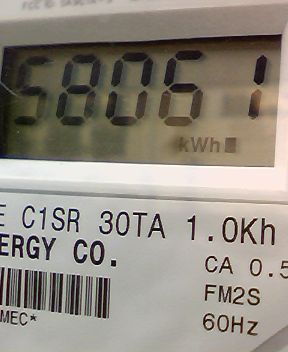 58061
kWh
E C1SR 30TA 1.0Kh
ERGY CO.
CA 0.5
FM2S
MEC*
60Hz